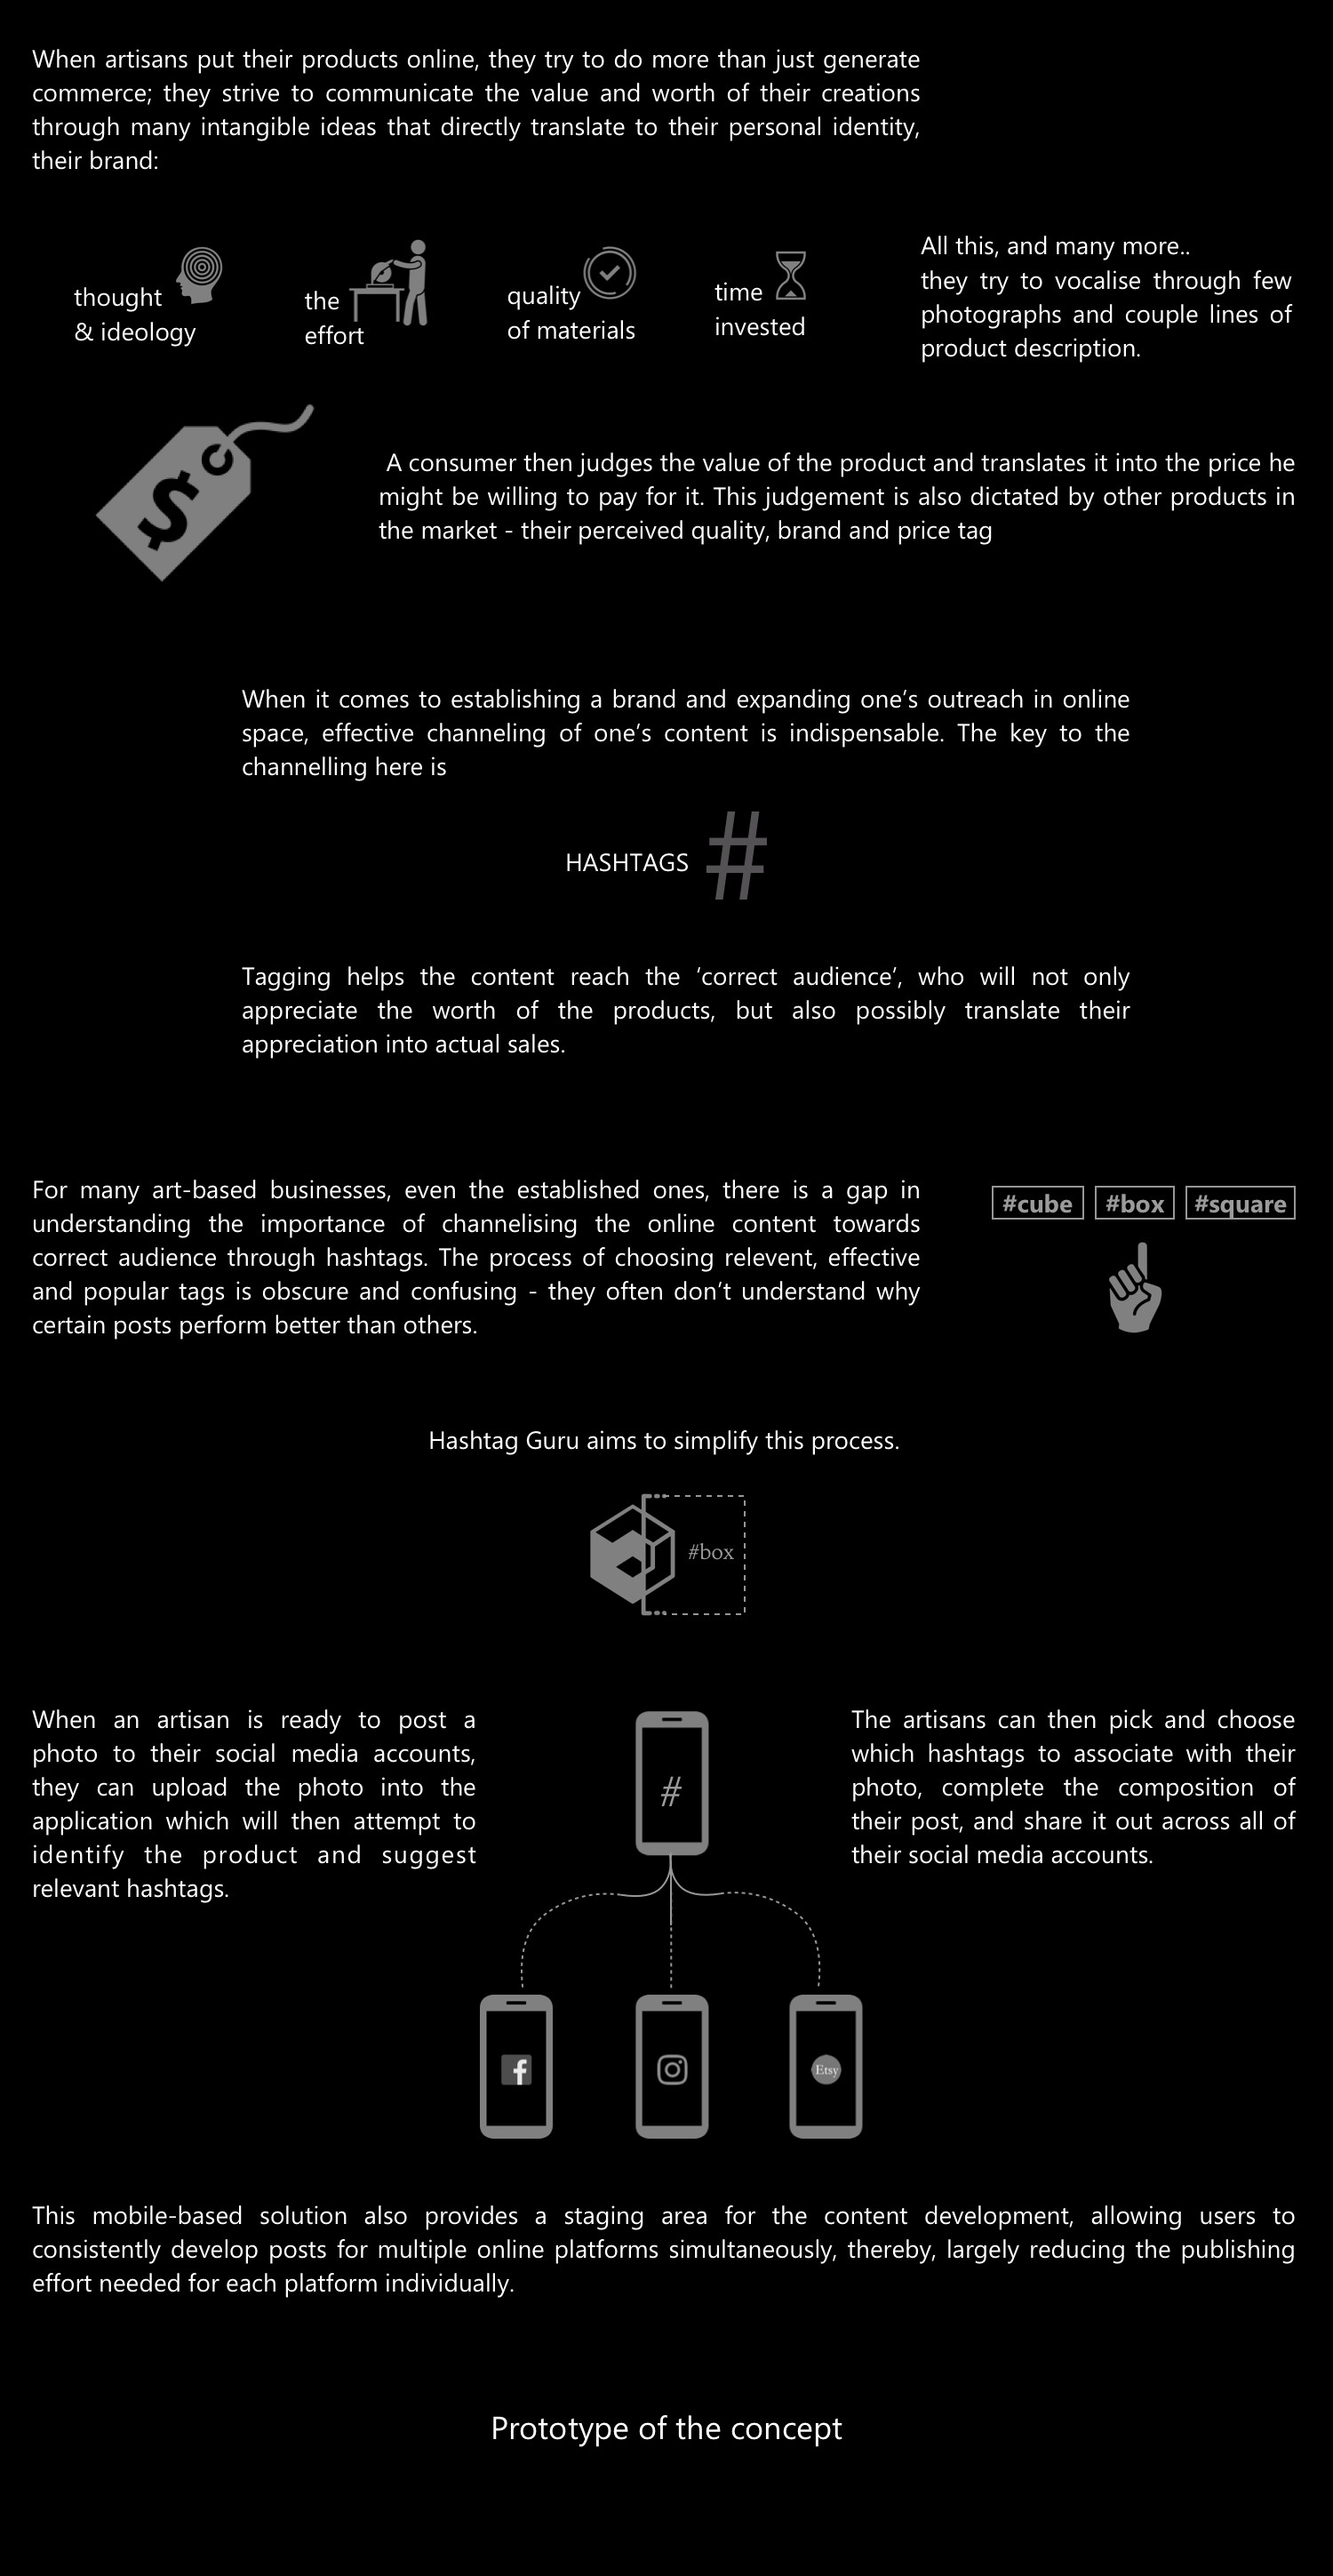 When artisans put their products online, they try to do more than just generate
commerce; they strive to communicate the value and worth of their creations
through many intangible ideas that directly translate to their personal identity,
their brand:
thought
& ideology
the
effort
quality
of materials
time
invested
All this, and many more..
they try to vocalise through few
photographs and couple lines of
product description.
$
A consumer then judges the value of the product and translates it into the price he
might be willing to pay for it. This judgement is also dictated by other products in
the market - their perceived quality, brand and price tag
When it comes to establishing a brand and expanding one’s outreach in online
space, effective channeling of one’s content is indispensable. The key to the
channelling here is
HASHTAGS #
Tagging helps the content reach the ‘correct audience’, who will not only
appreciate the worth of the products, but also possibly translate their
appreciation into actual sales.
For many art-based businesses, even the established ones, there is a gap in
understanding the importance of channelising the online content towards
correct audience through hashtags. The process of choosing relevent, effective
and popular tags is obscure and confusing - they often don’t understand why
certain posts perform better than others.
#cube #box #square
Hashtag Guru aims to simplify this process.
#box
When an artisan is ready to post a
photo to their social media accounts,
they can upload the photo into the
application which will then attempt to
identify the product and suggest
relevant hashtags.
#
The artisans can then pick and choose
which hashtags to associate with their
photo, complete the composition of
their post, and share it out across all of
their social media accounts.
f
Etsy
This mobile-based solution also provides a staging area for the content development, allowing users to
consistently develop posts for multiple online platforms simultaneously, thereby, largely reducing the publishing
effort needed for each platform individually.
Prototype of the concept